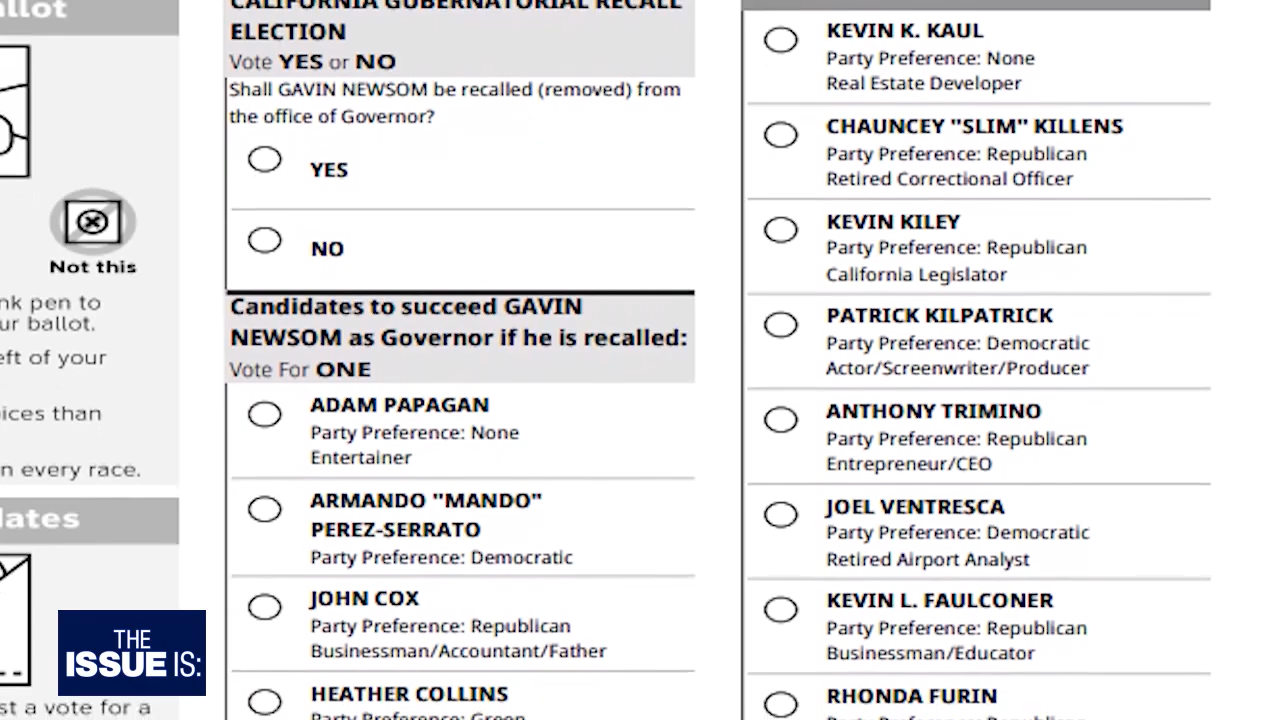 allot
Not this
nk pen to
ur ballot.
eft of your
ices than
n every race.
dates
THE
ISSUE IS:
st a vote for a
CALIFORNIA GUBERNATORIAL RECALL
ELECTION
Vote YES or NO
Shall GAVIN NEWSOM be recalled (removed) from
the office of Governor?
YES
NO
Candidates to succeed GAVIN
NEWSOM as Governor if he is recalled:
Vote For ONE
ADAM PAPAGAN
Party Preference: None
Entertainer
ARMANDO "MANDO"
PEREZ-SERRATO
Party Preference: Democratic
JOHN COX
Party Preference: Republican
Businessman/Accountant/Father
HEATHER COLLINS
Party Preference: Green
KEVIN K. KAUL
Party Preference: None
Real Estate Developer
CHAUNCEY "SLIM" KILLENS
Party Preference: Republican
Retired Correctional Officer
KEVIN KILEY
Party Preference: Republican
California Legislator
PATRICK KILPATRICK
Party Preference: Democratic
Actor/Screenwriter/Producer
ANTHONY TRIMINO
Party Preference: Republican
Entrepreneur/CEO
JOEL VENTRESCA
Party Preference: Democratic
Retired Airport Analyst
KEVIN L. FAULCONER
Party Preference: Republican
Businessman/Educator
RHONDA FURIN
Party Preference: Republican